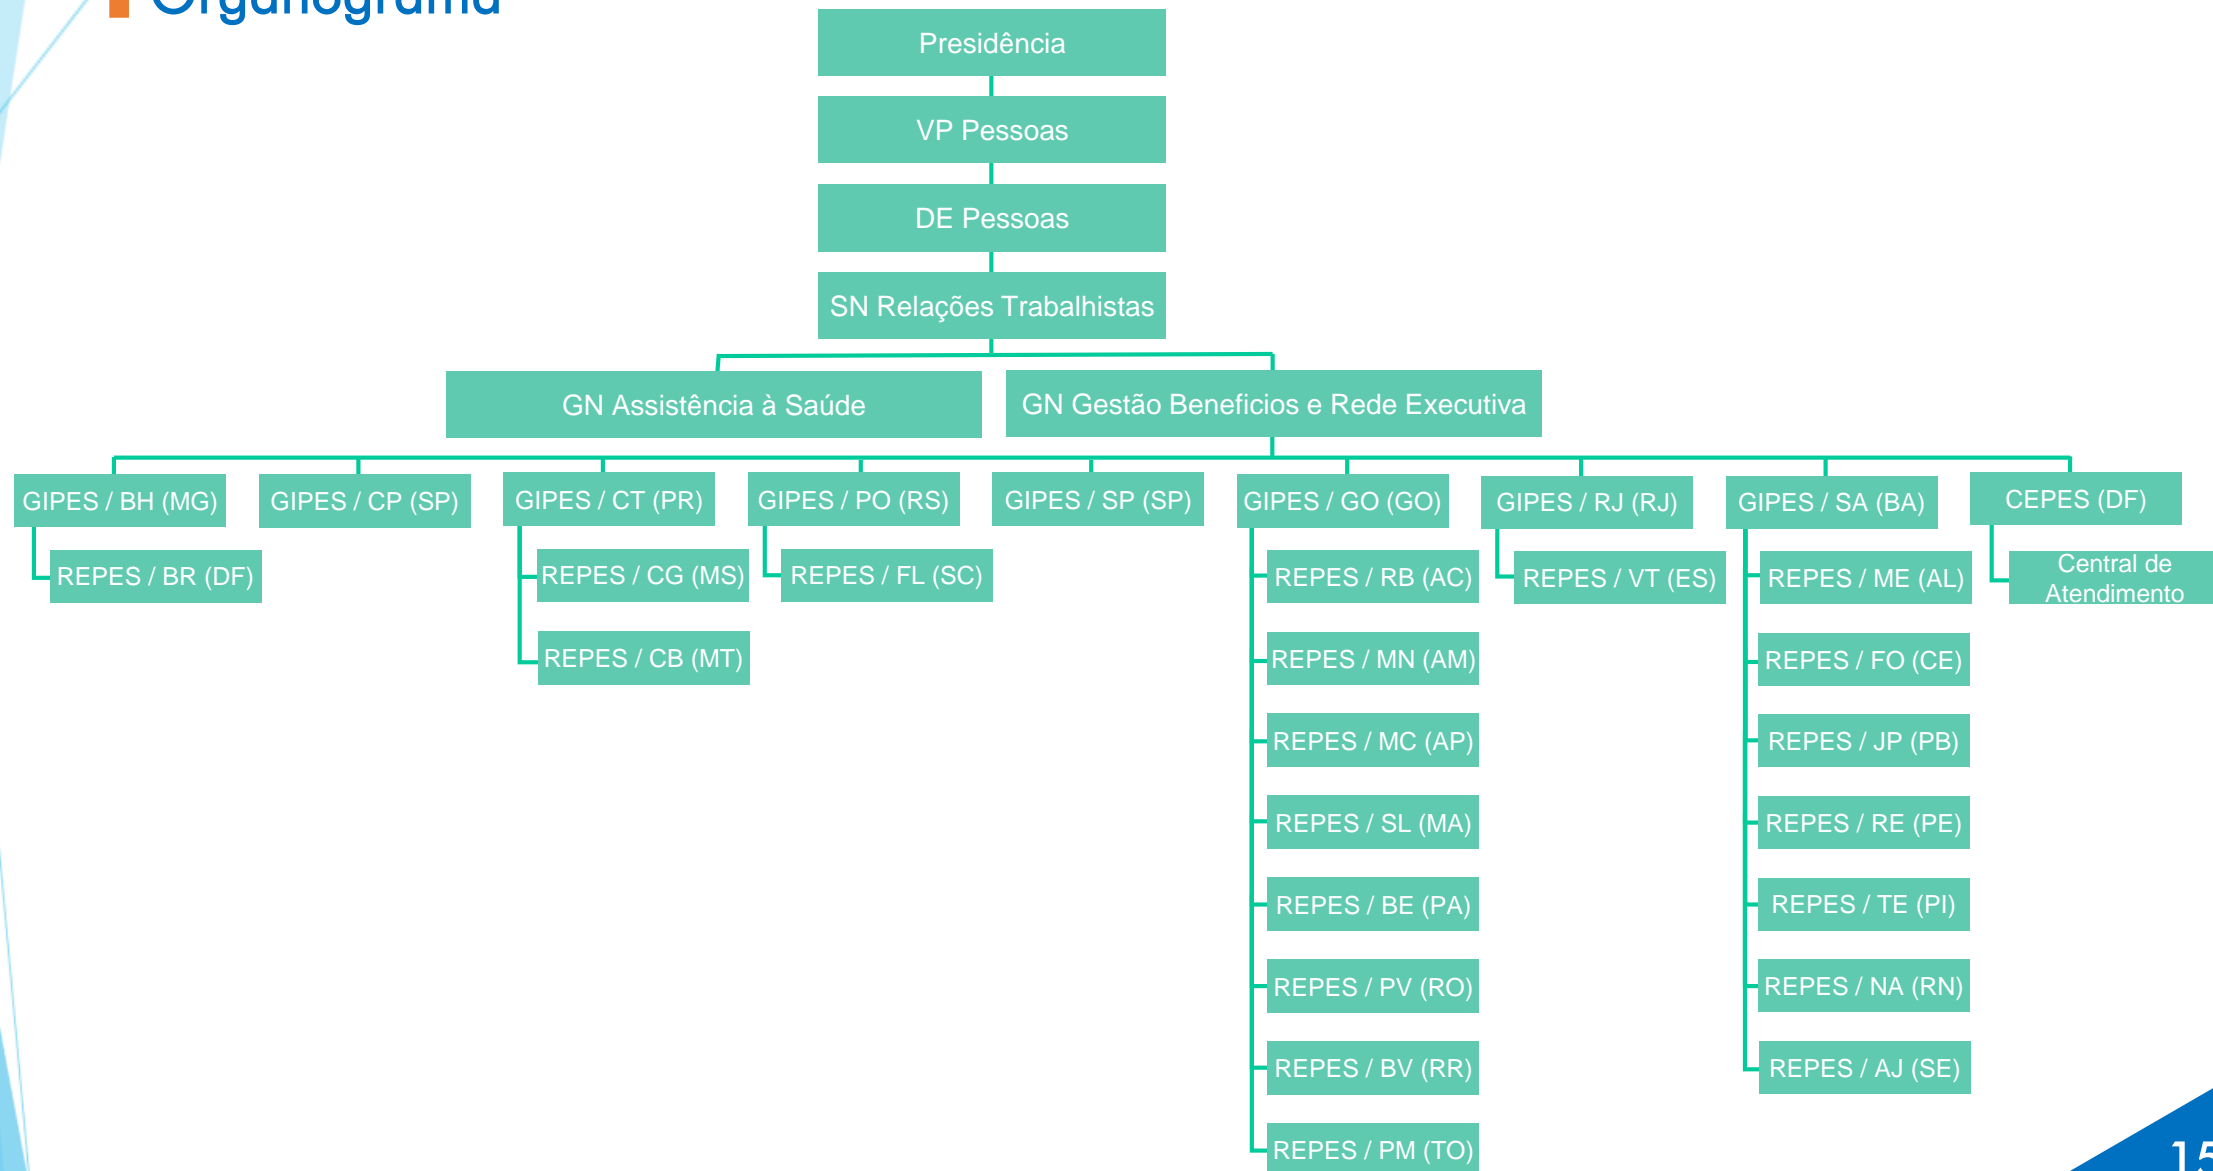 Organograma
Presidência
VP Pessoas
DE Pessoas
SN Relações Trabalhistas
GN Assistência à Saúde
GN Gestão Beneficios e Rede Executiva
GIPES / BH (MG)
REPES / BR (DF)
GIPES / CP (SP)
GIPES / CT (PR)
REPES / CG (MS)
REPES / CB (MT)
GIPES / PO (RS)
REPES / FL (SC)
GIPES / SP (SP)
GIPES / GO (GO)
REPES / RB (AC)
REPES / MN (AM)
REPES / MC (AP)
REPES / SL (MA)
REPES / BE (PA)
REPES / PV (RO)
REPES / BV (RR)
REPES / PM (TO)
GIPES / RJ (RJ)
REPES / VT (ES)
GIPES / SA (BA)
REPES / ME (AL)
REPES / FO (CE)
REPES / JP (PB)
REPES / RE (PE)
REPES / TE (PI)
REPES / NA (RN)
REPES / AJ (SE)
CEPES (DF)
Central de
Atendimento
15